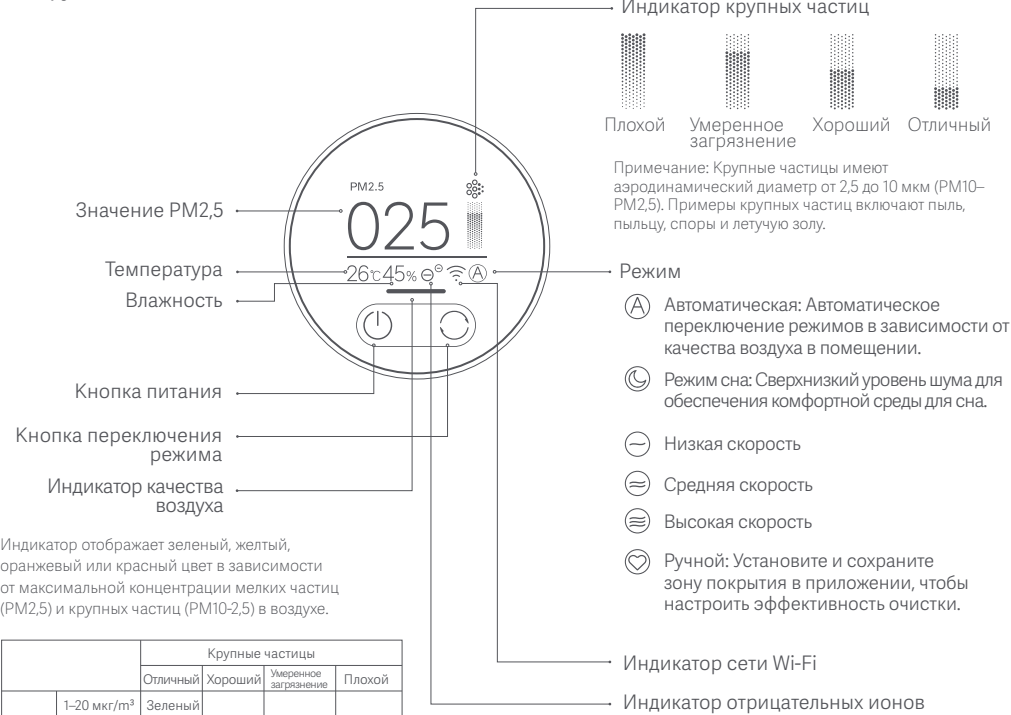 Индикатор крупных частиц
Плохой
Умеренное
загрязнение
Хороший
Отличный
Примечание: Крупные частицы имеют
аэродинамический диаметр от 2,5 до 10 мкм (PM10–
PM2,5). Примеры крупных частиц включают пыль,
пыльцу, споры и летучую золу.
PM2.5
025
26℃ 45%
A
Значение PM2,5
Температура
Влажность
Кнопка питания
Кнопка переключения
режима
Индикатор качества
воздуха
Индикатор отображает зеленый, желтый,
оранжевый или красный цвет в зависимости
от максимальной концентрации мелких частиц
(PM2,5) и крупных частиц (PM10-2,5) в воздухе.
Режим
A Автоматическая: Автоматическое
переключение режимов в зависимости от
качества воздуха в помещении.
Режим сна: Сверхнизкий уровень шума для
обеспечения комфортной среды для сна.
Низкая скорость
Средняя скорость
Высокая скорость
Ручной: Установите и сохраните
зону покрытия в приложении, чтобы
настроить эффективность очистки.
Индикатор сети Wi-Fi
Индикатор отрицательных ионов
Крупные частицы
Отличный Хороший Умеренное загрязнение Плохой
1–20 мкг/m³ Зеленый